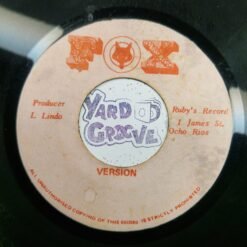 FOX
Producer
L. Lindo
Ruby's Record
1 James St.
Ocho Rios
YARD
GROOVE
VERSION
ALL UNAUTHORISED COPYING OF THIS RECORD IS STRICTLY PROHIBITED